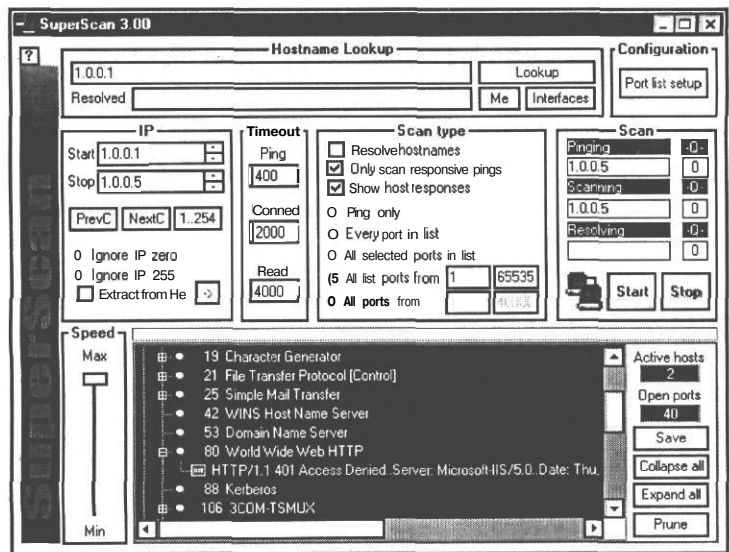 SuperScan 3.00
?
SuperScan
Hostname Lookup
1.0.0.1
Lookup
Resolved
Me
Interfaces
Configuration
Port list setup
IP
Start 1.0.0.1
Stop 1.0.0.5
PrevC NextC 1..254
0 Ignore IP zero
0 Ignore IP 255
Extract from He ->
Timeout
Ping
400
Conned
2000
Read
4000
Scan type
Resolve hostnames
Only scan responsive pings
Show host responses
O Ping only
O Every port in list
O All selected ports in list
(5 All list ports from 1 65535
O All ports from
Scan
Pinging -0-
1.0.0.5 0
Scanning -0-
1.0.0.5 0
Resolving -0-
0
Start Stop
Speed
Max
Min
19 Character Generator
21 File Transfer Protocol [Control]
25 Simple Mail Transfer
42 WINS Host Name Server
53 Domain Name Server
80 World Wide Web HTTP
HTTP/1.1 401 Access Denied..Server: Microsoft-IIS/5.0..Date: Thu,
88 Kerberos
106 3COM-TSMUX
Active hosts
2
Open ports
40
Save
Collapse all
Expand all
Prune